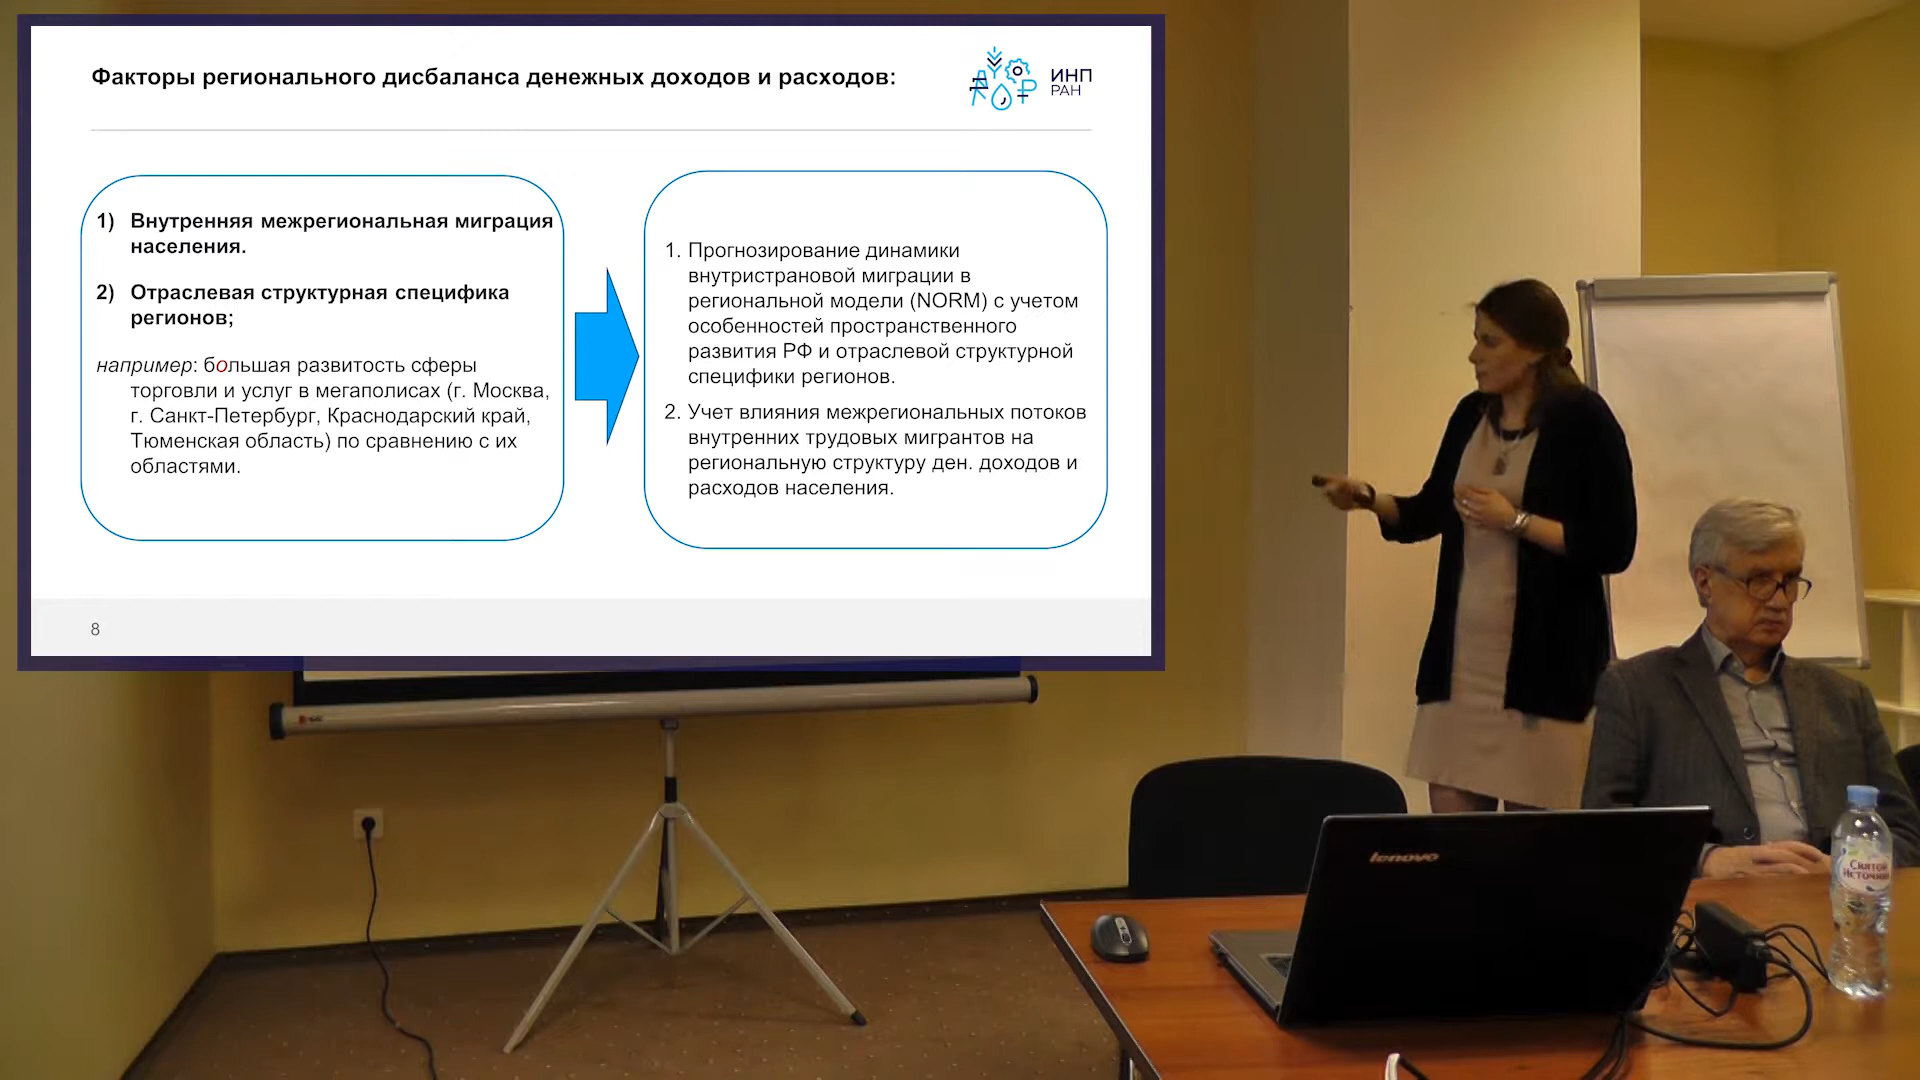 Факторы регионального дисбаланса денежных доходов и расходов:
ИНП
РАН
1) Внутренняя межрегиональная миграция
населения.
2) Отраслевая структурная специфика
регионов;
например: большая развитость сферы
торговли и услуг в мегаполисах (г. Москва,
г. Санкт-Петербург, Краснодарский край,
Тюменская область) по сравнению с их
областями.
1. Прогнозирование динамики
внутристрановой миграции в
региональной модели (NORM) с учетом
особенностей пространственного
развития РФ и отраслевой структурной
специфики регионов.
2. Учет влияния межрегиональных потоков
внутренних трудовых мигрантов на
региональную структуру ден. доходов и
расходов населения.
8
lenovo
Святой
Источник